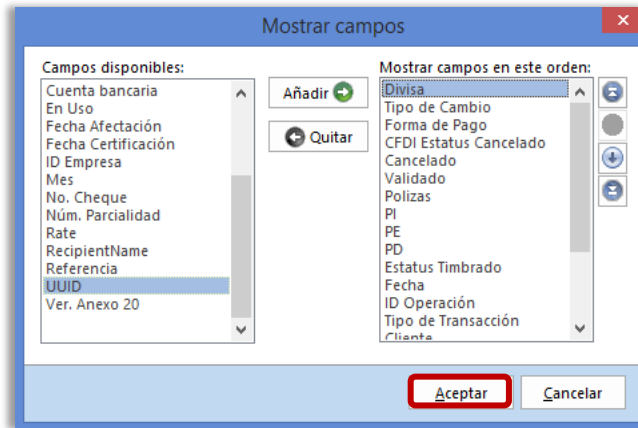 Mostrar campos
Campos disponibles:
Cuenta bancaria
En Uso
Fecha Afectación
Fecha Certificación
ID Empresa
Mes
No. Cheque
Núm. Parcialidad
Rate
RecipientName
Referencia
UUID
Ver. Anexo 20
Añadir
Quitar
Mostrar campos en este orden:
Divisa
Tipo de Cambio
Forma de Pago
CFDI Estatus Cancelado
Cancelado
Validado
Polizas
PI
PE
PD
Estatus Timbrado
Fecha
ID Operación
Tipo de Transacción
Cliente
Aceptar
Cancelar